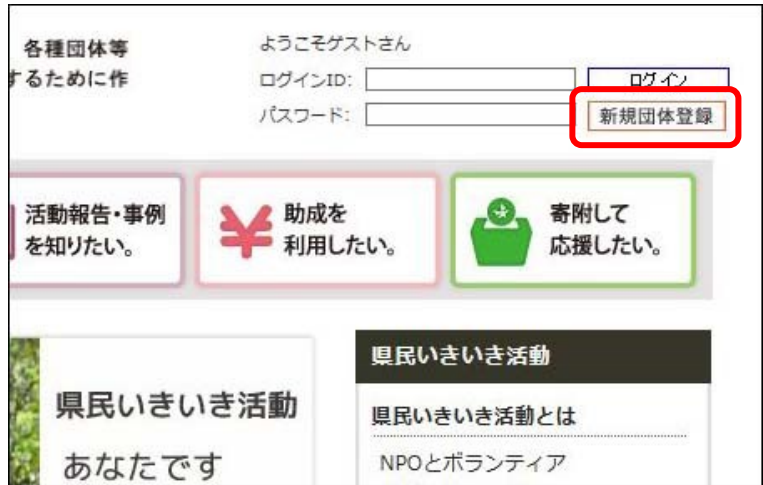 各種団体等
するために作
ようこそゲストさん
ログインID:
ログイン
パスワード:
新規団体登録
活動報告・事例
を知りたい。
助成を
利用したい。
寄附して
応援したい。
県民いきいき活動
あなたです
県民いきいき活動
県民いきいき活動とは
NPOとボランティア